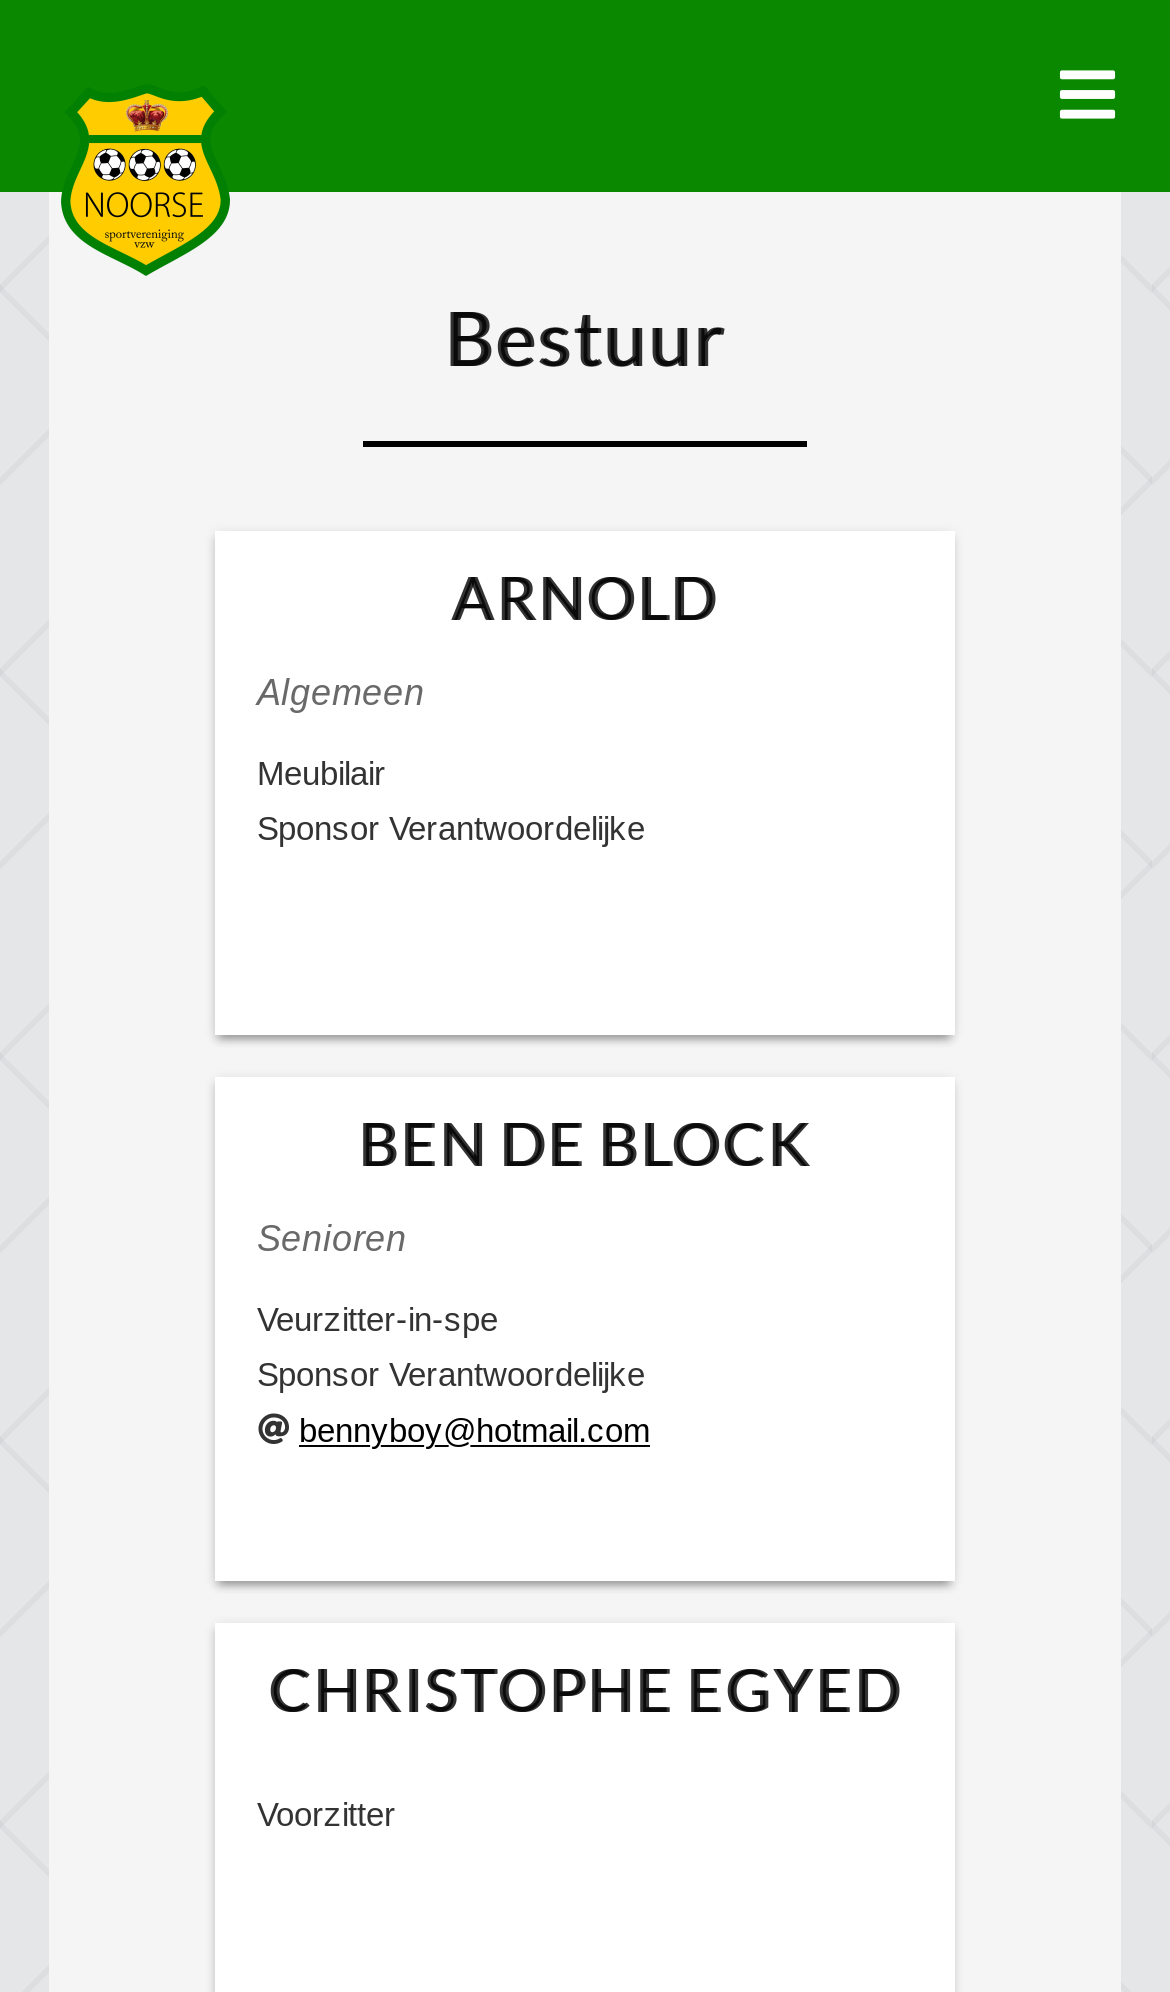 NOORSE
sportvereniging
vzw
Bestuur
ARNOLD
Algemeen
Meubilair
Sponsor Verantwoordelijke
BEN DE BLOCK
Senioren
Veurzitter-in-spe
Sponsor Verantwoordelijke
@ bennyboy@hotmail.com
CHRISTOPHE EGYED
Voorzitter